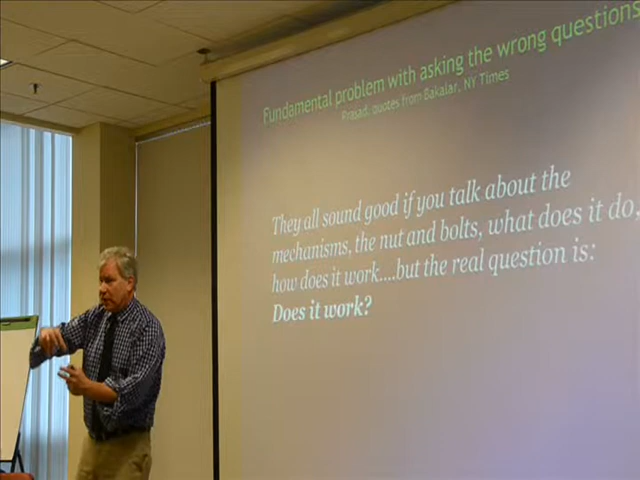 Fundamental problem with asking the wrong questions
Prasad, quotes from Bakalar, NY Times
They all sound good if you talk about the
mechanisms, the nut and bolts, what does it do,
how does it work....but the real question is:
Does it work?